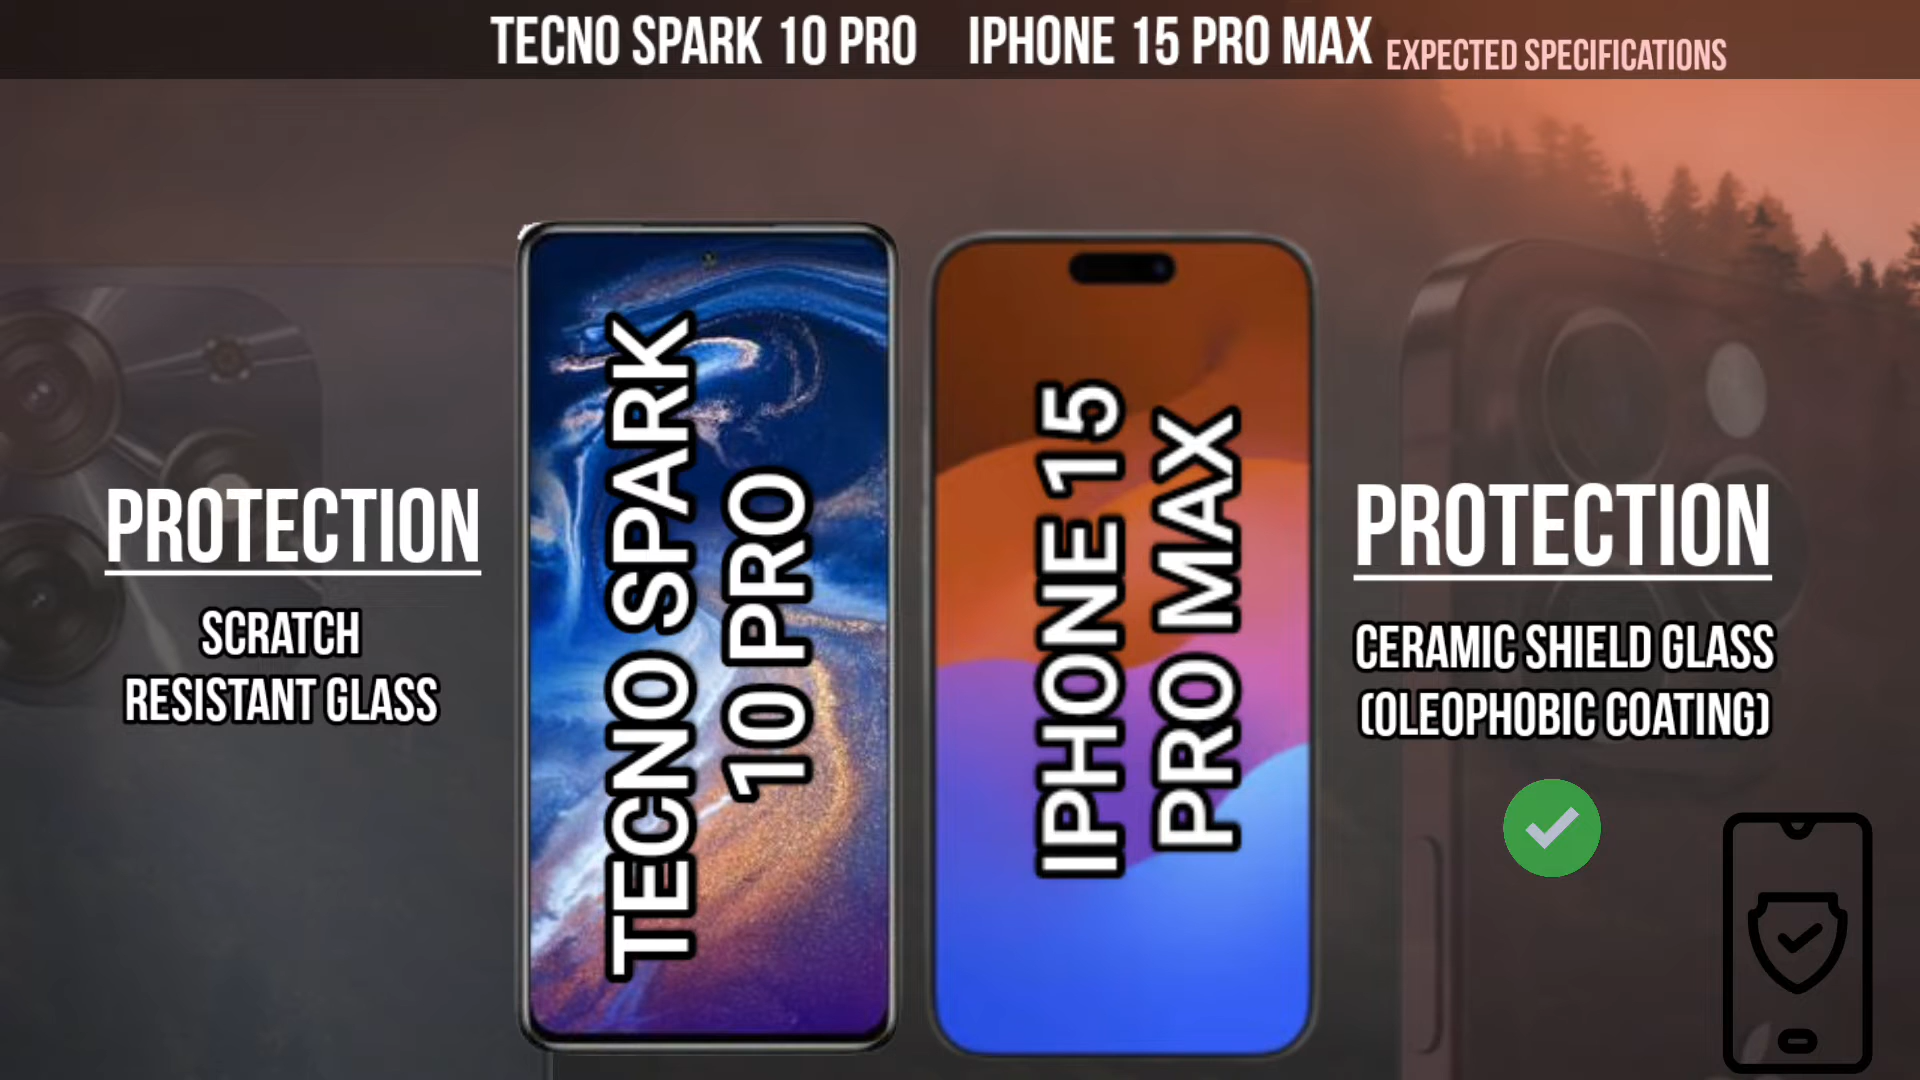 TECNO SPARK 10 PRO
IPHONE 15 PRO MAX EXPECTED SPECIFICATIONS
PROTECTION
SCRATCH
RESISTANT GLASS
TECNO SPARK
10 PRO
IPHONE 15
PRO MAX
PROTECTION
CERAMIC SHIELD GLASS
(OLEOPHOBIC COATING)